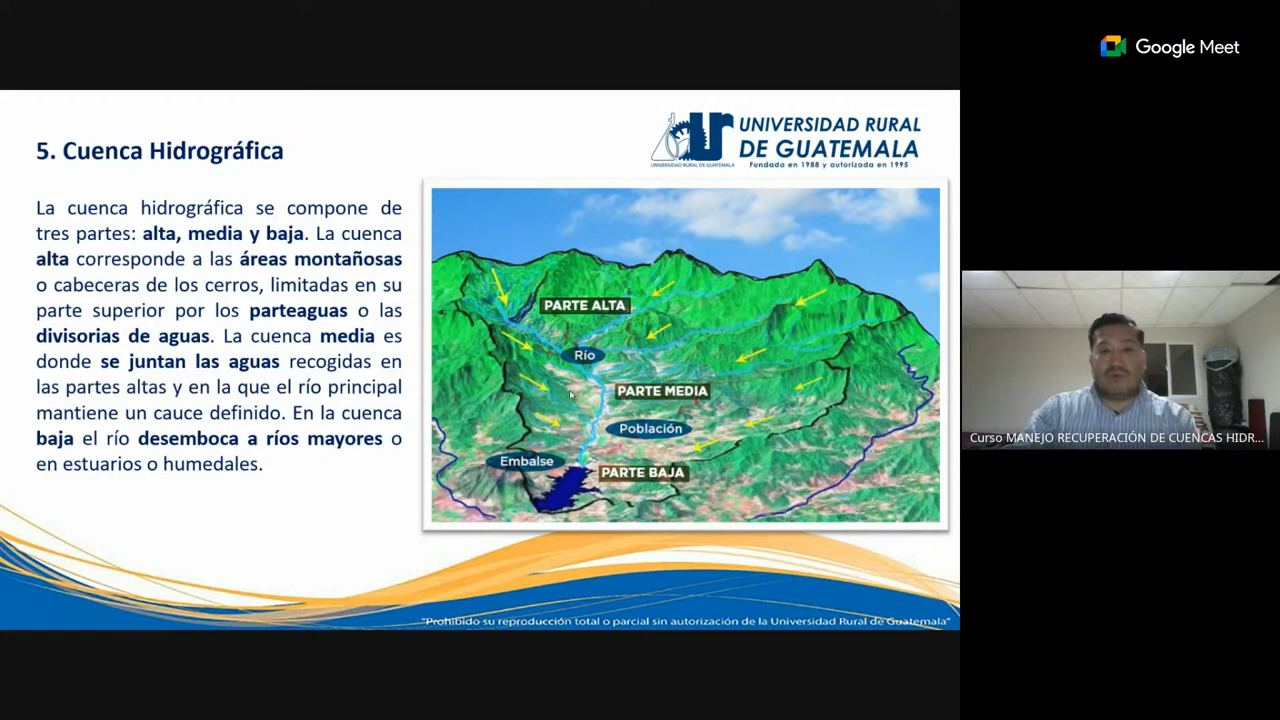 Google Meet
UNIVERSIDAD RURAL
DE GUATEMALA
Fundada en 1988 y autorizada en 1995
UNIVERSIDAD RURAL DE GUATEMALA
5. Cuenca Hidrográfica
La cuenca hidrográfica se compone de
tres partes: alta, media y baja. La cuenca
alta corresponde a las áreas montañosas
o cabeceras de los cerros, limitadas en su
parte superior por los parteaguas o las
divisorias de aguas. La cuenca media es
donde se juntan las aguas recogidas en
las partes altas y en la que el río principal
mantiene un cauce definido. En la cuenca
baja el río desemboca a ríos mayores o
en estuarios o humedales.
PARTE ALTA
Río
PARTE MEDIA
Población
Embalse
PARTE BAJA
Curso MANEJO RECUPERACIÓN DE CUENCAS HIDR...
"Prohibido su reproducción total o parcial sin autorización de la Universidad Rural de Guatemala"